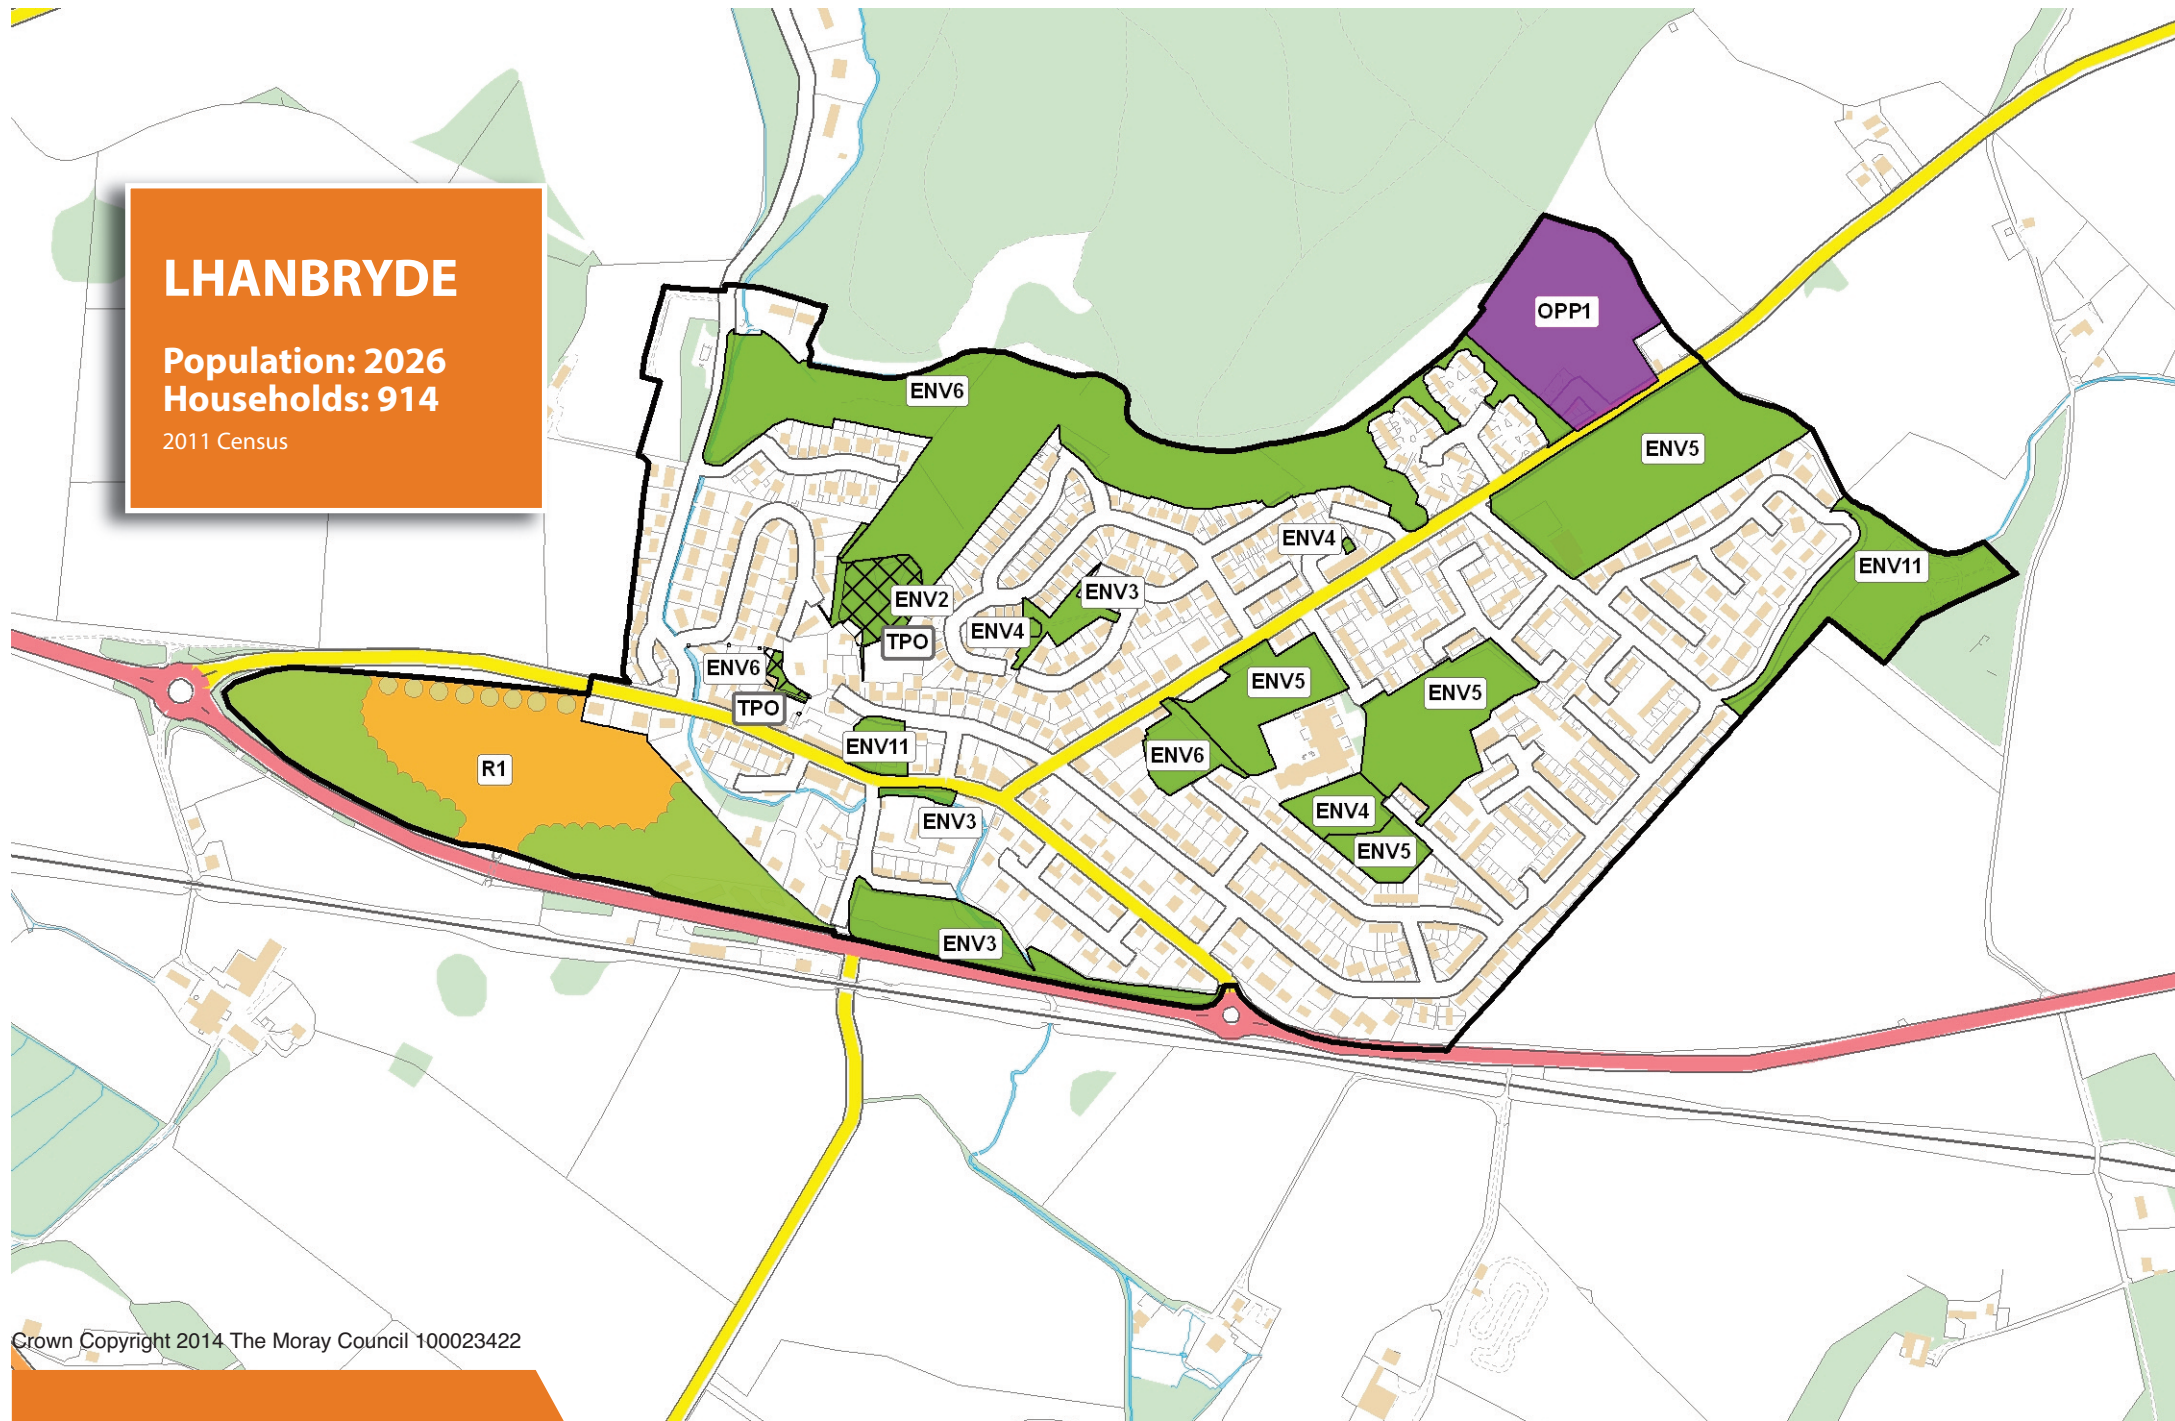 LHANBRYDE
Population: 2026
Households: 914
2011 Census
OPP1
ENV6
ENV5
ENV4
ENV11
ENV3
ENV2
ENV4
TPO
ENV6
ENV5
ENV5
TPO
ENV11
ENV6
R1
ENV4
ENV3
ENV5
ENV3
Crown Copyright 2014 The Moray Council 100023422